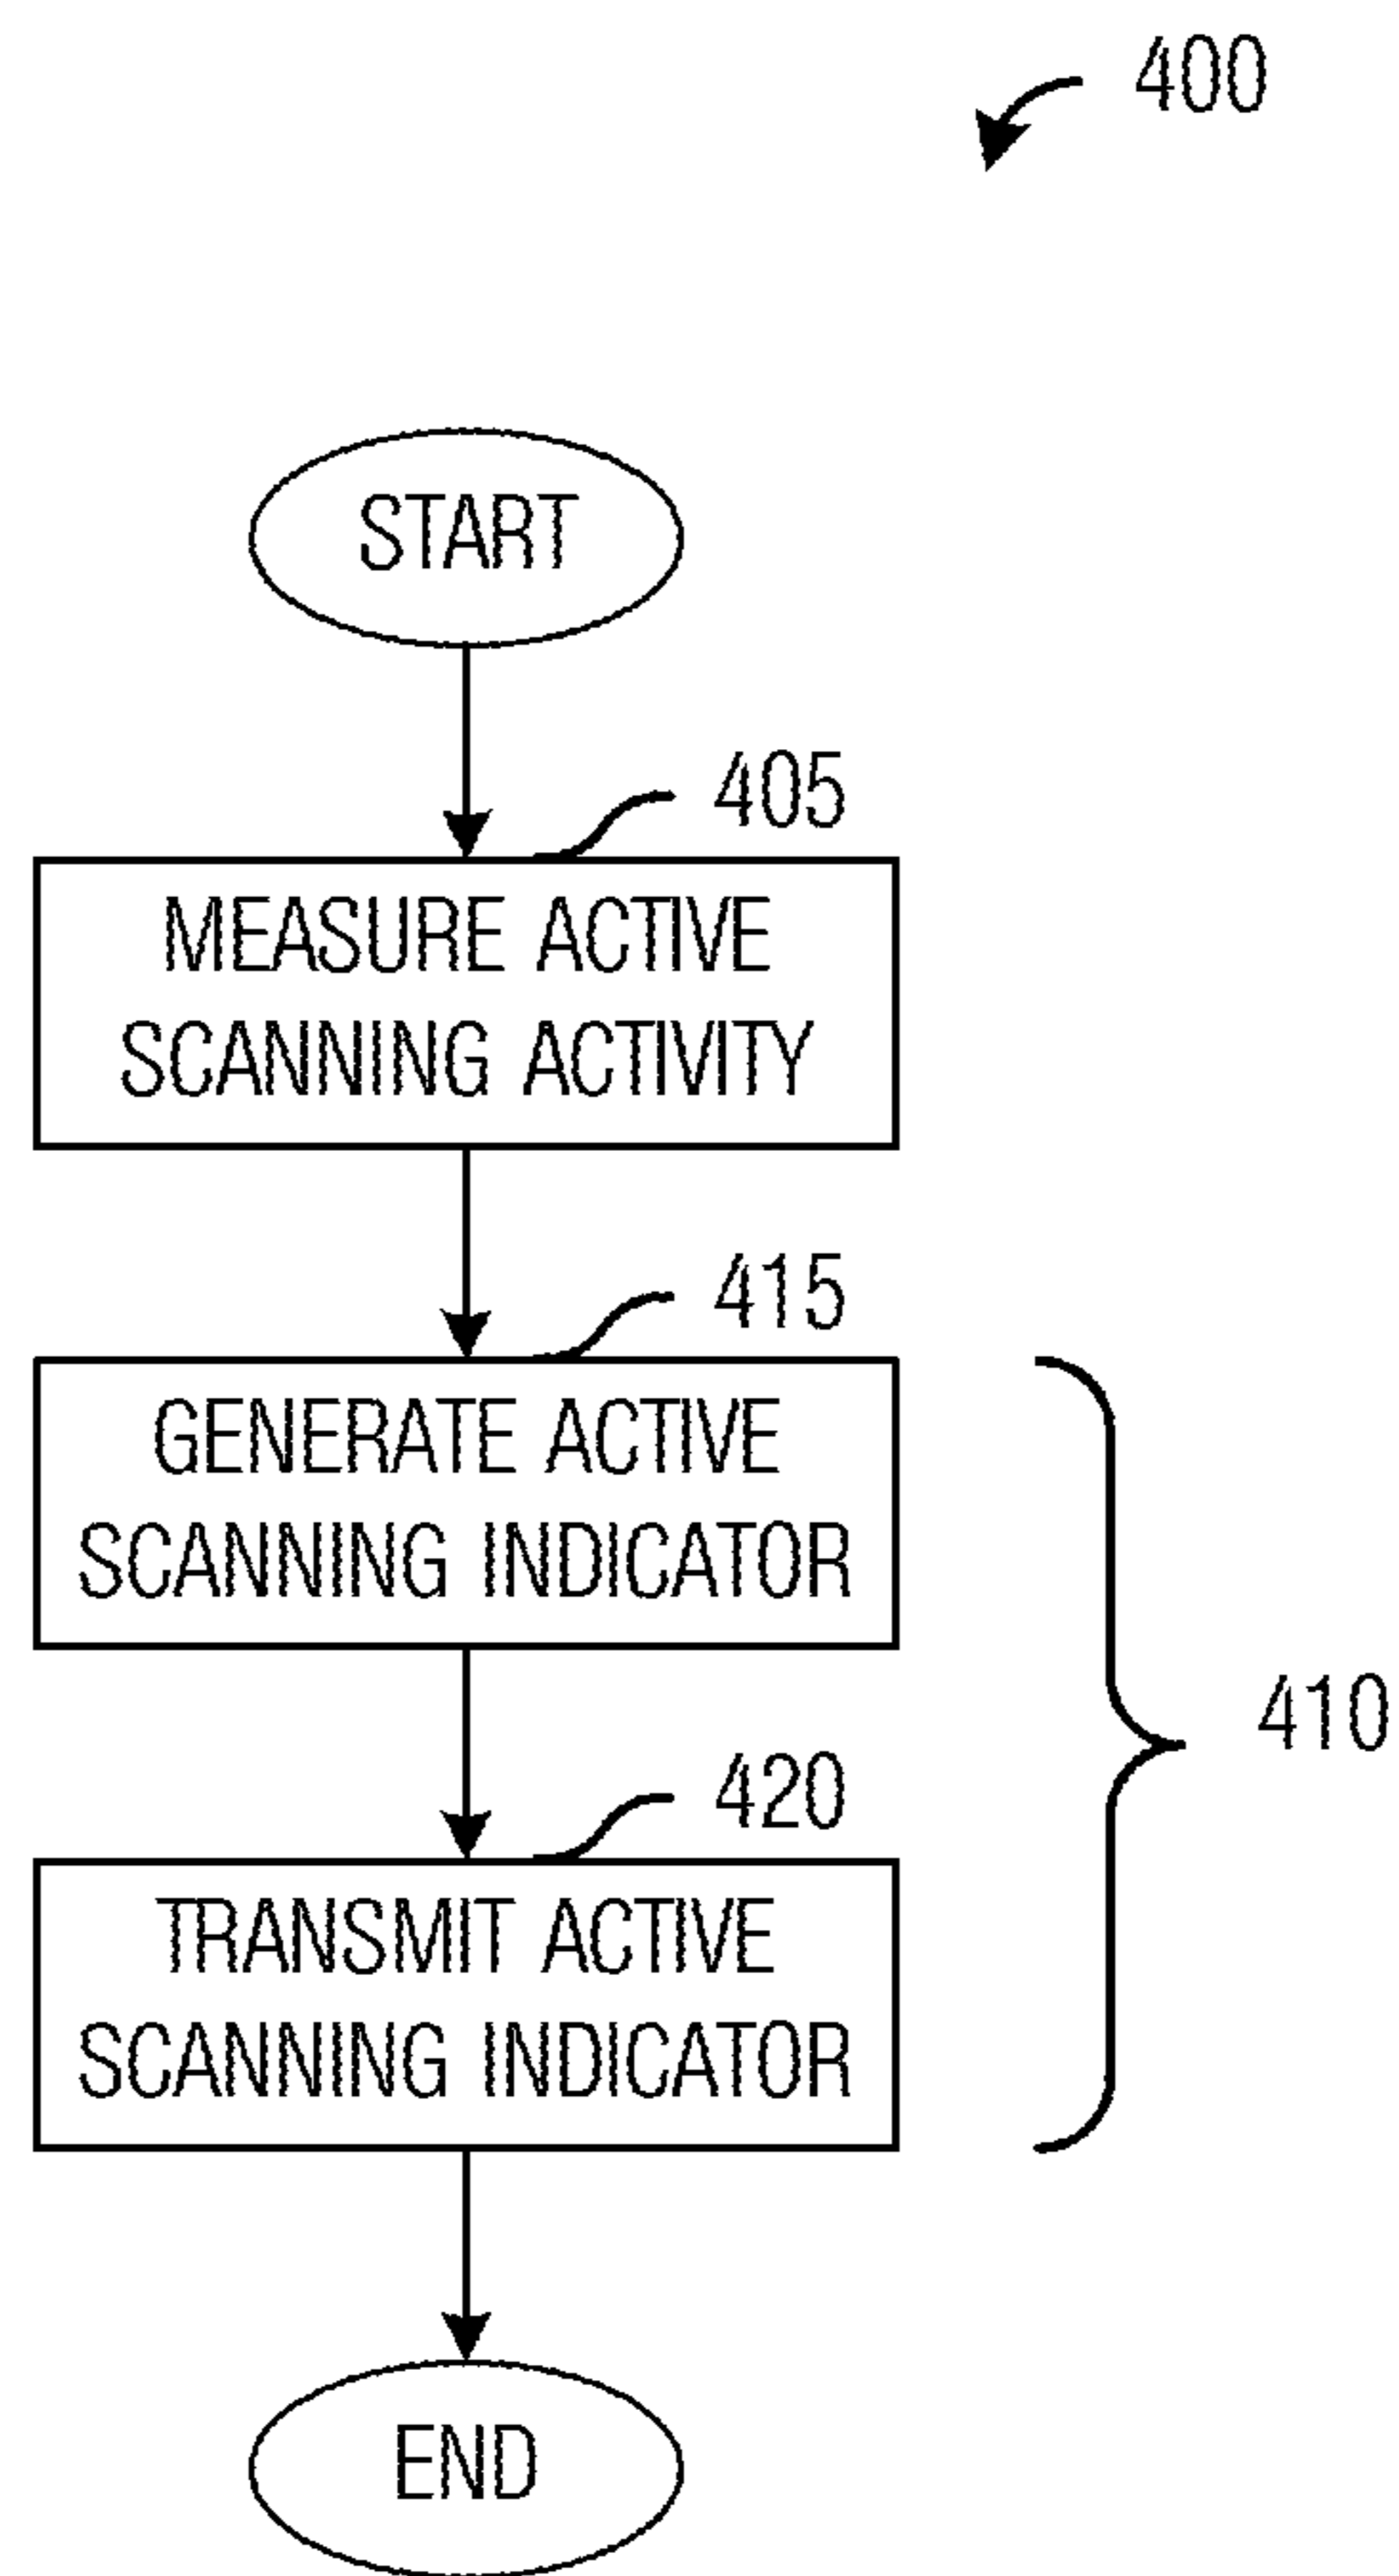 400
START
405
MEASURE ACTIVE
SCANNING ACTIVITY
415
GENERATE ACTIVE
SCANNING INDICATOR
410
420
TRANSMIT ACTIVE
SCANNING INDICATOR
END